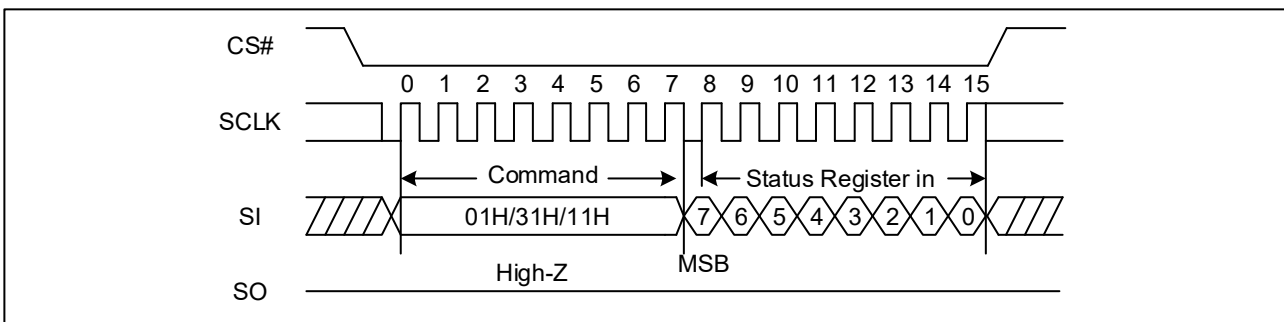 CS#
0 1 2 3 4 5 6 7 8 9 10 11 12 13 14 15
SCLK
Command Status Register in
SI 01H/31H/11H 7 6 5 4 3 2 1 0
High-Z MSB
SO